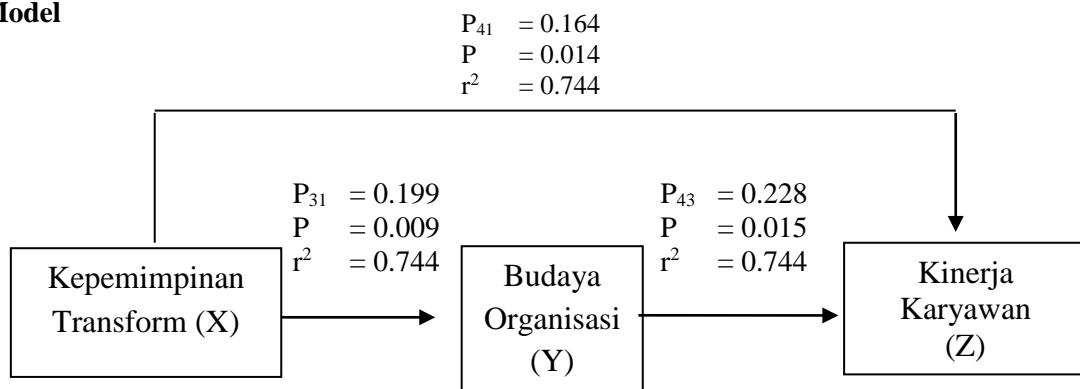 Model
P₄₁ = 0.164
P = 0.014
r² = 0.744
P₃₁ = 0.199
P = 0.009
r² = 0.744
P₄₃ = 0.228
P = 0.015
r² = 0.744
Kepemimpinan
Transform (X)
Budaya
Organisasi
(Y)
Kinerja
Karyawan
(Z)